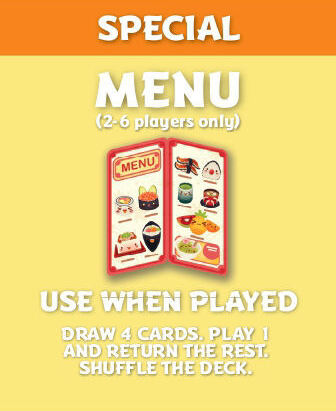 SPECIAL
MENU
(2-6 players only)
MENU
USE WHEN PLAYED
DRAW 4 CARDS. PLAY 1
AND RETURN THE REST.
SHUFFLE THE DECK.